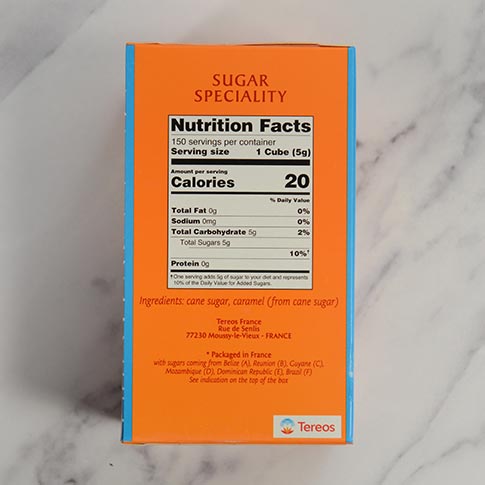 SUGAR
SPECIALITY
Nutrition Facts
150 servings per container
Serving size 1 Cube (5g)
Amount per serving
Calories 20
% Daily Value
Total Fat 0g 0%
Sodium 0mg 0%
Total Carbohydrate 5g 2%
Total Sugars 5g
10%†
Protein 0g
†One serving adds 5g of sugar to your diet and represents
10% of the Daily Value for Added Sugars.
Ingredients: cane sugar, caramel (from cane sugar)
Tereos France
Rue de Senlis
77230 Moussy-le-Vieux - FRANCE
* Packaged in France
with sugars coming from Belize (A), Reunion (B), Guyane (C),
Mozambique (D), Dominican Republic (E), Brazil (F)
See indication on the top of the box
Tereos